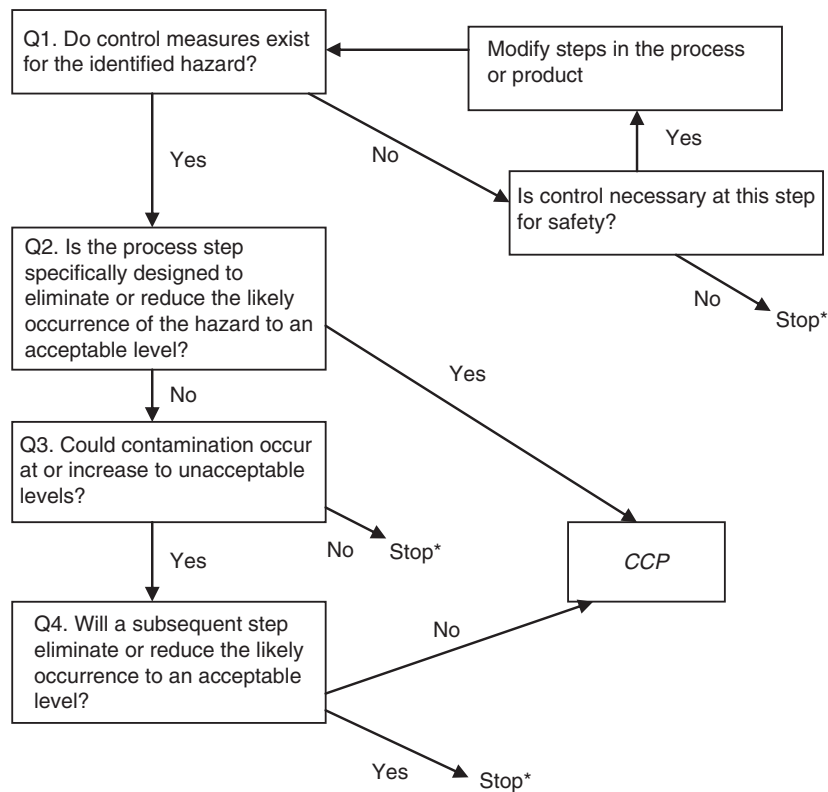 Q1. Do control measures exist
for the identified hazard?
Modify steps in the process
or product
Yes
No
Yes
Is control necessary at this step
for safety?
No
Stop*
Q2. Is the process step
specifically designed to
eliminate or reduce the likely
occurrence of the hazard to an
acceptable level?
Yes
No
Q3. Could contamination occur
at or increase to unacceptable
levels?
No
Stop*
Yes
CCP
Q4. Will a subsequent step
eliminate or reduce the likely
occurrence to an acceptable
level?
No
Yes
Stop*